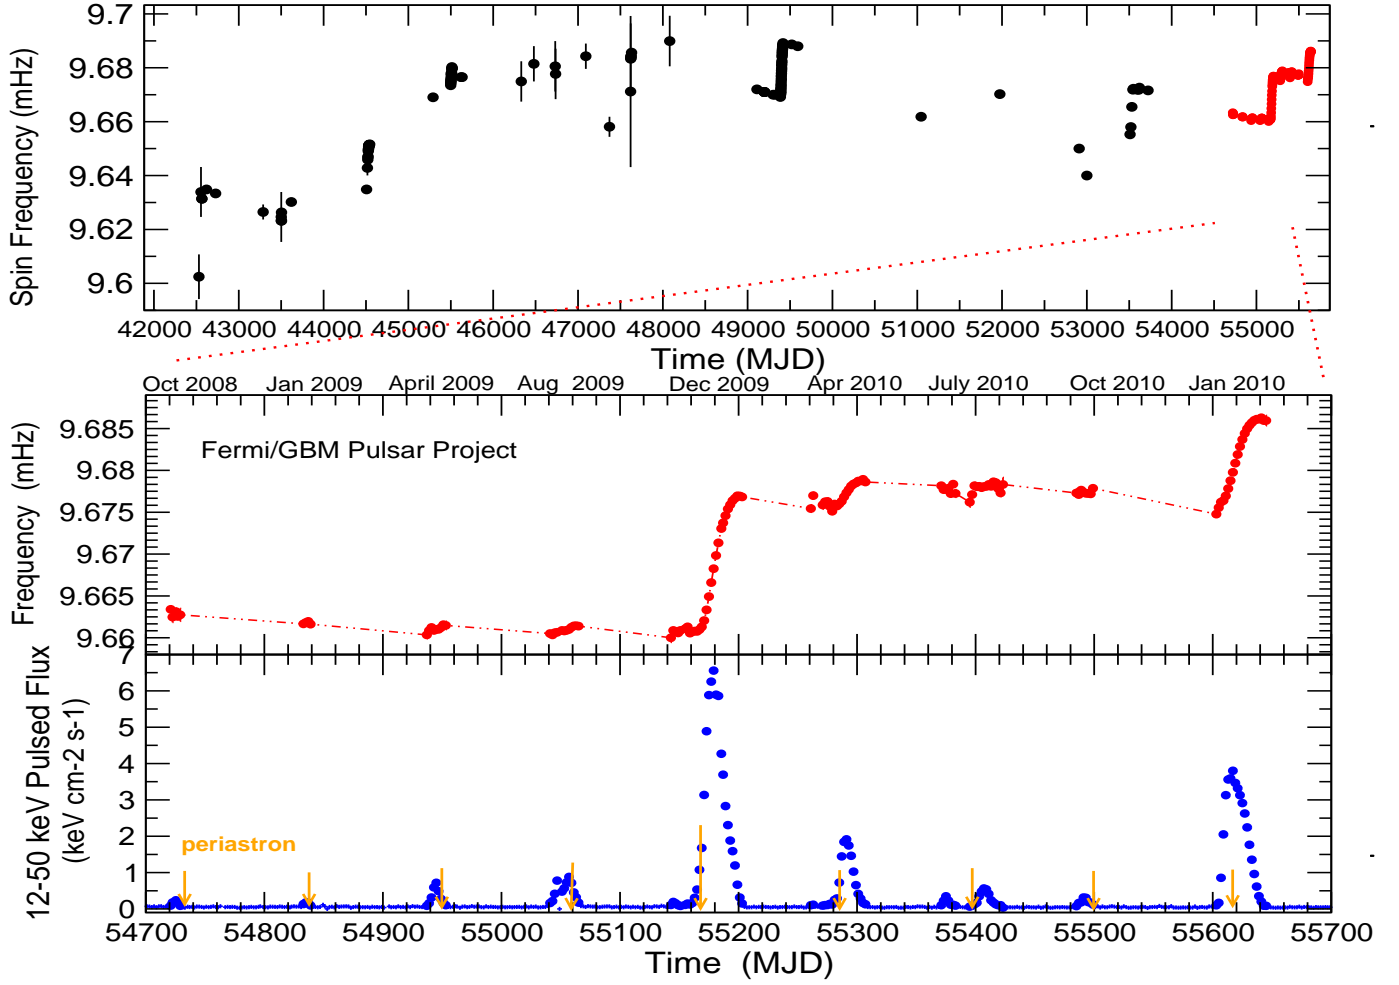 Spin Frequency (mHz)
9.7
9.68
9.66
9.64
9.62
9.6
42000 43000 44000 45000 46000 47000 48000 49000 50000 51000 52000 53000 54000 55000
Time (MJD)
Oct 2008 Jan 2009 April 2009 Aug 2009 Dec 2009 Apr 2010 July 2010 Oct 2010 Jan 2010
Frequency (mHz)
9.685
9.68
9.675
9.67
9.665
9.66
Fermi/GBM Pulsar Project
12-50 keV Pulsed Flux
(keV cm-2 s-1)
7
6
5
4
3
2
1
0
periastron
54700 54800 54900 55000 55100 55200 55300 55400 55500 55600 55700
Time (MJD)